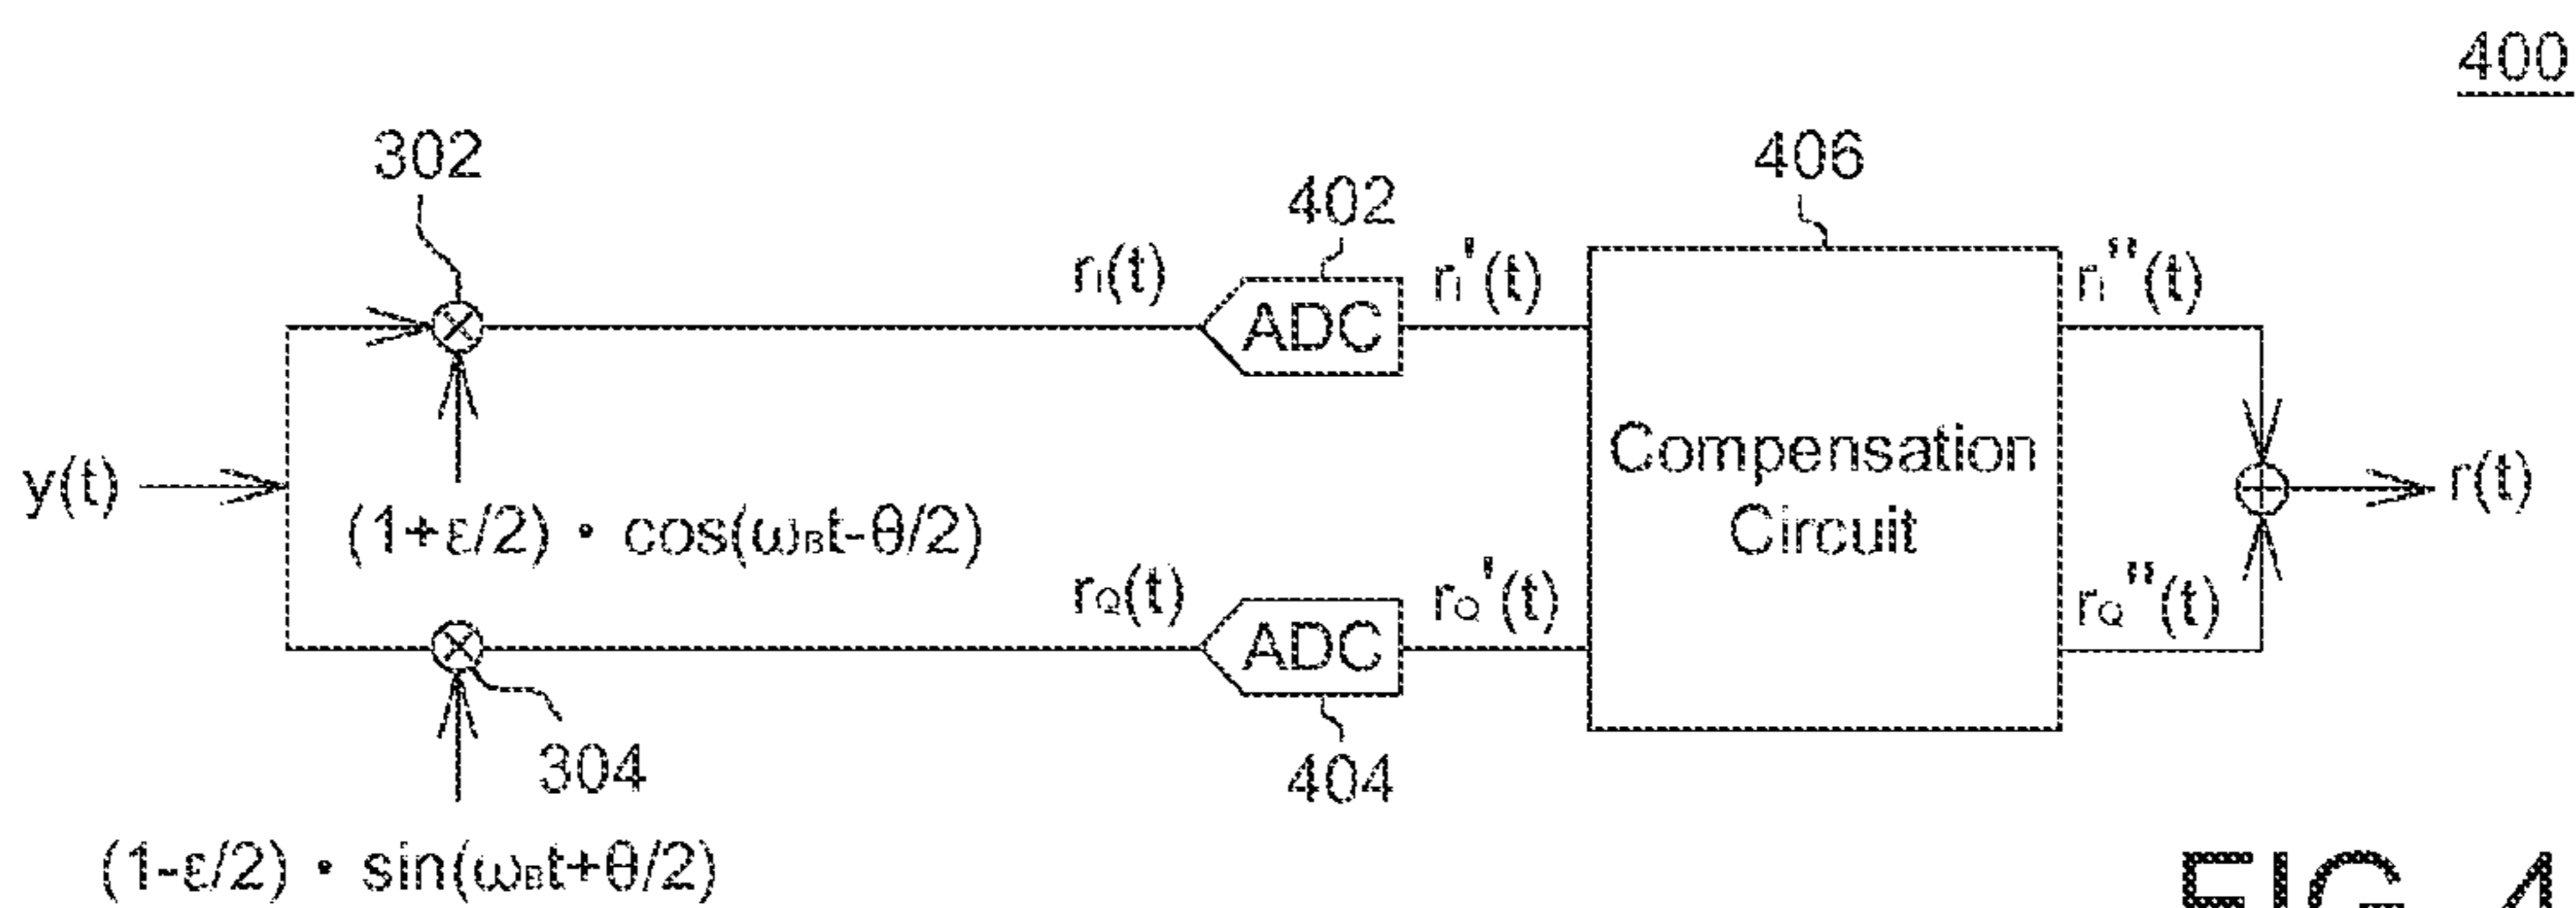 400
302
406
402
rI(t)
ADC
rI'(t)
rI''(t)
Compensation
Circuit
y(t)
r(t)
(1+ε/2) • cos(ωBt-θ/2)
rQ(t)
ADC
rQ'(t)
rQ''(t)
304
404
(1-ε/2) • sin(ωBt+θ/2)
FIG. 4